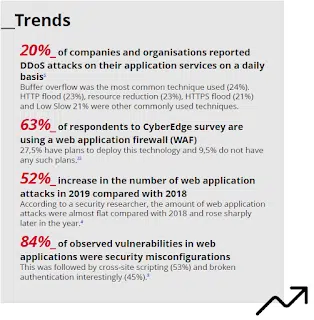 _Trends
20%_ of companies and organisations reported
DDoS attacks on their application services on a daily
basis
Buffer overflow was the most common technique used (24%).
HTTP flood (23%), resource reduction (23%), HTTPS flood (21%)
and Low Slow 21% were other commonly used techniques.
63%_ of respondents to CyberEdge survey are
using a web application firewall (WAF)
27,5% have plans to deploy this technology and 9,5% do not have
any such plans.
52%_ increase in the number of web application
attacks in 2019 compared with 2018
According to a security researcher, the amount of web application
attacks were almost flat compared with 2018 and rose sharply
later in the year.
84%_ of observed vulnerabilities in web
applications were security misconfigurations
This was followed by cross-site scripting (53%) and broken
authentication interestingly (45%).